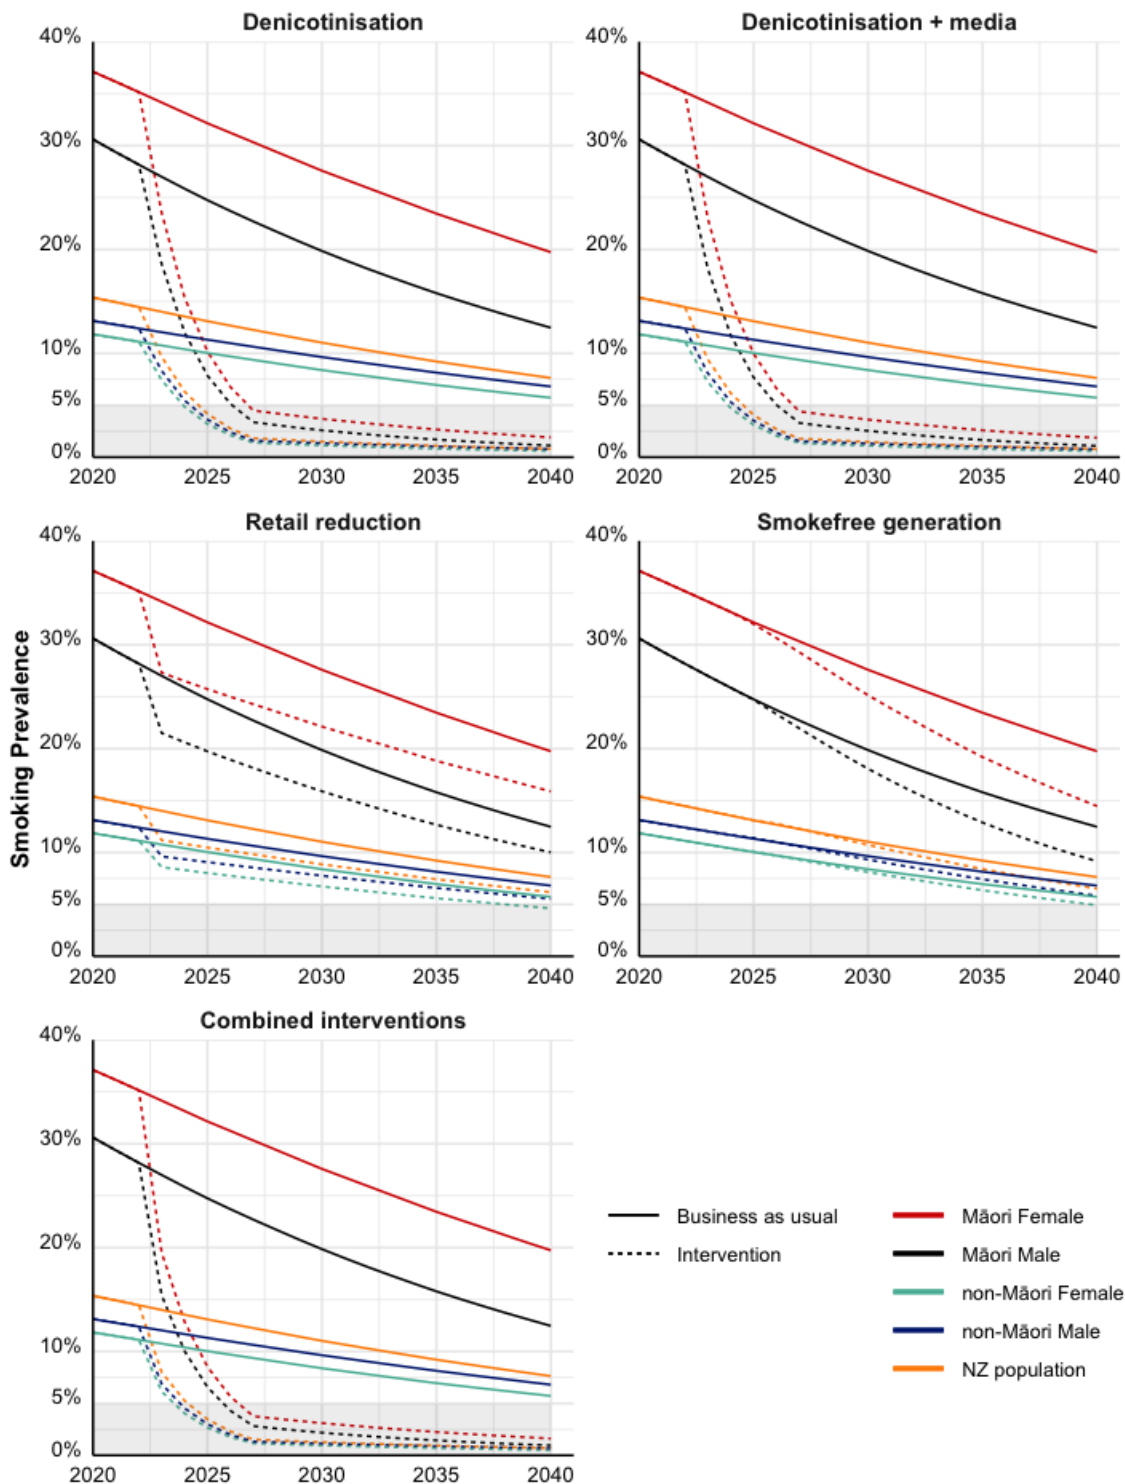 Denicotinisation
40%
30%
20%
10%
5%
0%
2020 2025 2030 2035 2040
Denicotinisation + media
40%
30%
20%
10%
5%
0%
2020 2025 2030 2035 2040
Smoking Prevalence
Retail reduction
40%
30%
20%
10%
5%
0%
2020 2025 2030 2035 2040
Smokefree generation
40%
30%
20%
10%
5%
0%
2020 2025 2030 2035 2040
Combined interventions
40%
30%
20%
10%
5%
0%
2020 2025 2030 2035 2040
Business as usual
Intervention
Māori Female
Māori Male
non-Māori Female
non-Māori Male
NZ population